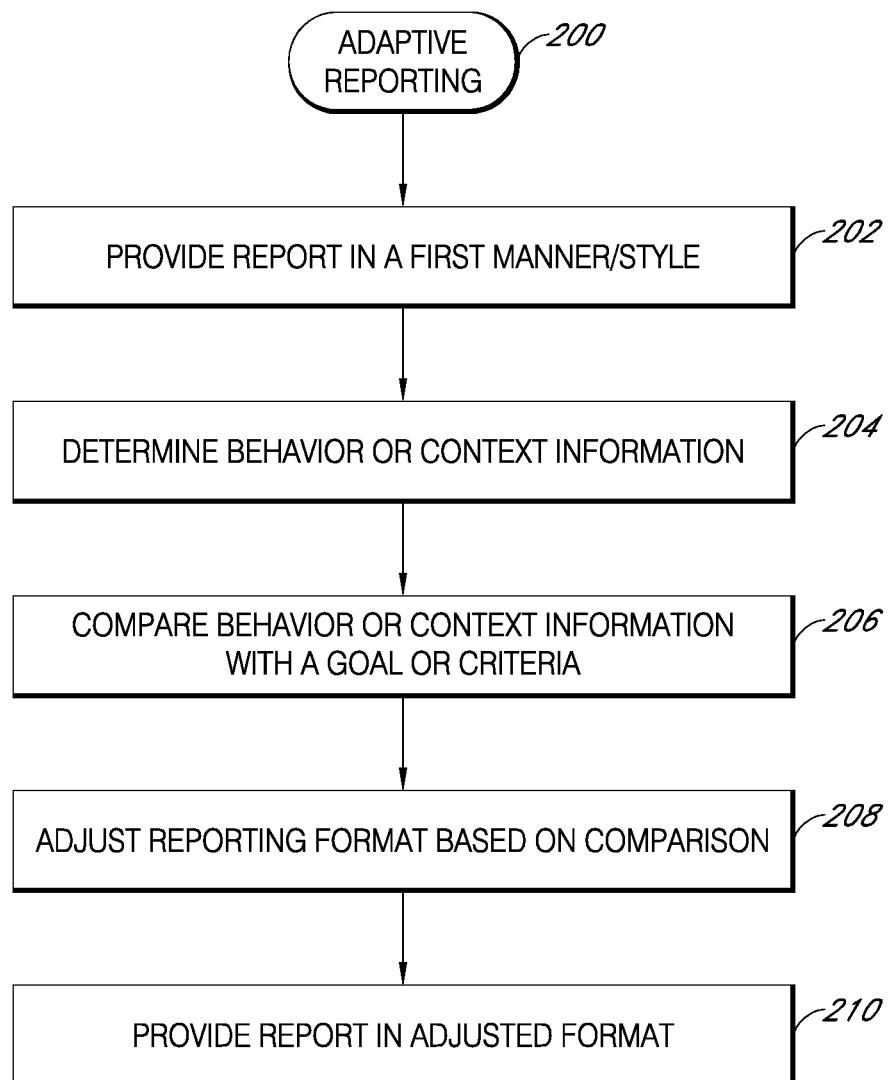 ADAPTIVE
REPORTING
200
PROVIDE REPORT IN A FIRST MANNER/STYLE
202
DETERMINE BEHAVIOR OR CONTEXT INFORMATION
204
COMPARE BEHAVIOR OR CONTEXT INFORMATION
WITH A GOAL OR CRITERIA
206
ADJUST REPORTING FORMAT BASED ON COMPARISON
208
PROVIDE REPORT IN ADJUSTED FORMAT
210